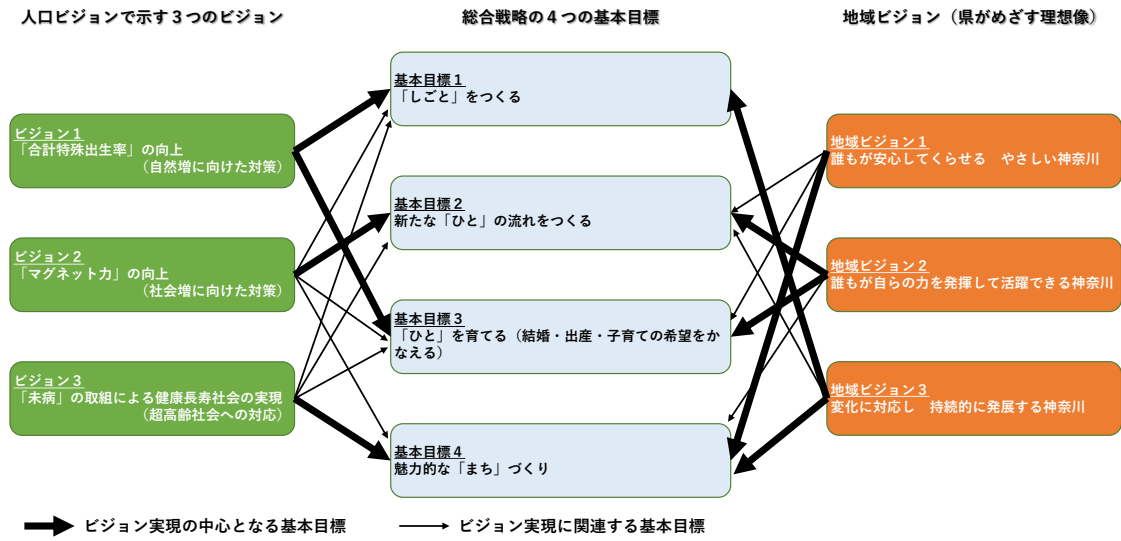 人口ビジョンで示す３つのビジョン
総合戦略の４つの基本目標
地域ビジョン（県がめざす理想像）
ビジョン１
「合計特殊出生率」の向上
（自然増に向けた対策）
ビジョン２
「マグネット力」の向上
（社会増に向けた対策）
ビジョン３
「未病」の取組による健康長寿社会の実現
（超高齢社会への対応）
基本目標１
「しごと」をつくる
基本目標２
新たな「ひと」の流れをつくる
基本目標３
「ひと」を育てる（結婚・出産・子育ての希望をか
なえる）
基本目標４
魅力的な「まち」づくり
地域ビジョン１
誰もが安心してくらせる　やさしい神奈川
地域ビジョン２
誰もが自らの力を発揮して活躍できる神奈川
地域ビジョン３
変化に対応し　持続的に発展する神奈川
ビジョン実現の中心となる基本目標
ビジョン実現に関連する基本目標